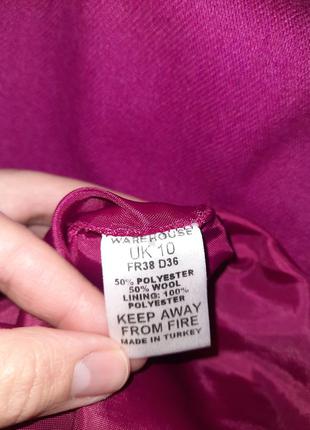 WAREHOUSE
UK 10
FR38 D36
50% POLYESTER
50% WOOL
LINING: 100%
POLYESTER
KEEP AWAY
FROM FIRE
MADE IN TURKEY